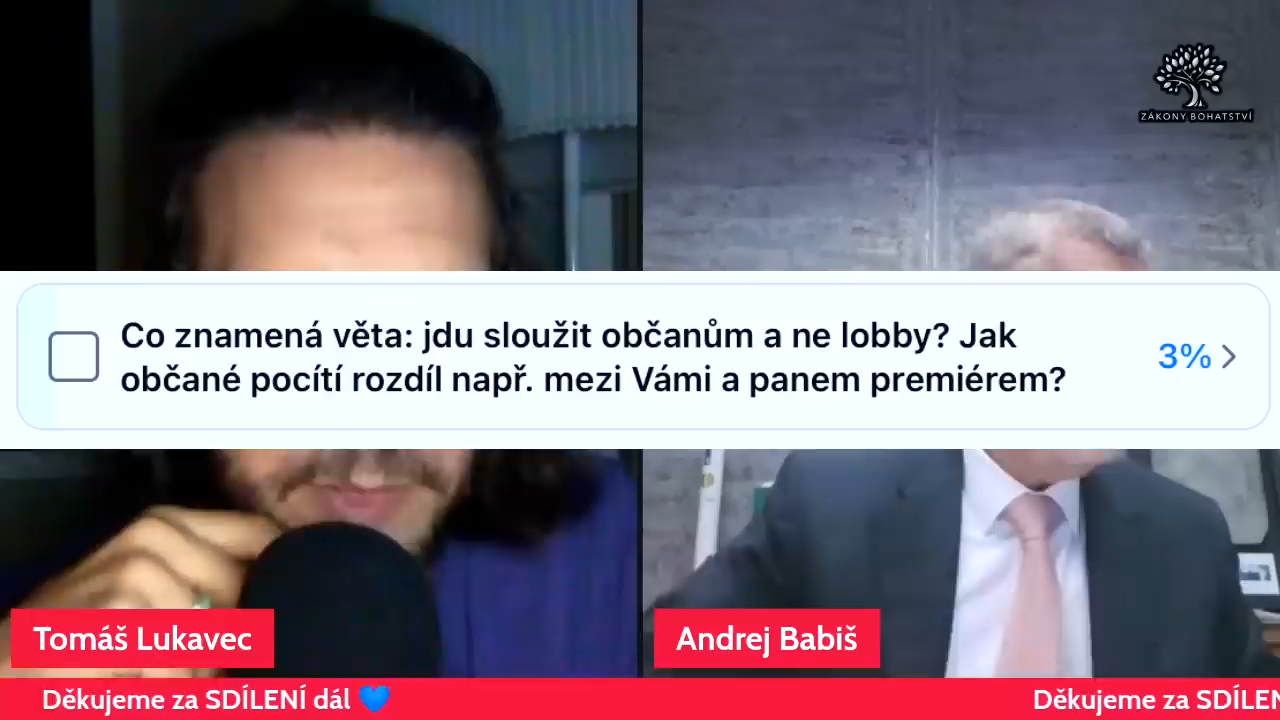 ZÁKONY BOHATSTVÍ
Co znamená věta: jdu sloužit občanům a ne lobby? Jak
občané pocítí rozdíl např. mezi Vámi a panem premiérem?
3%
Tomáš Lukavec
Andrej Babiš
Děkujeme za SDÍLENÍ dál 💙
Děkujeme za SDÍLEN